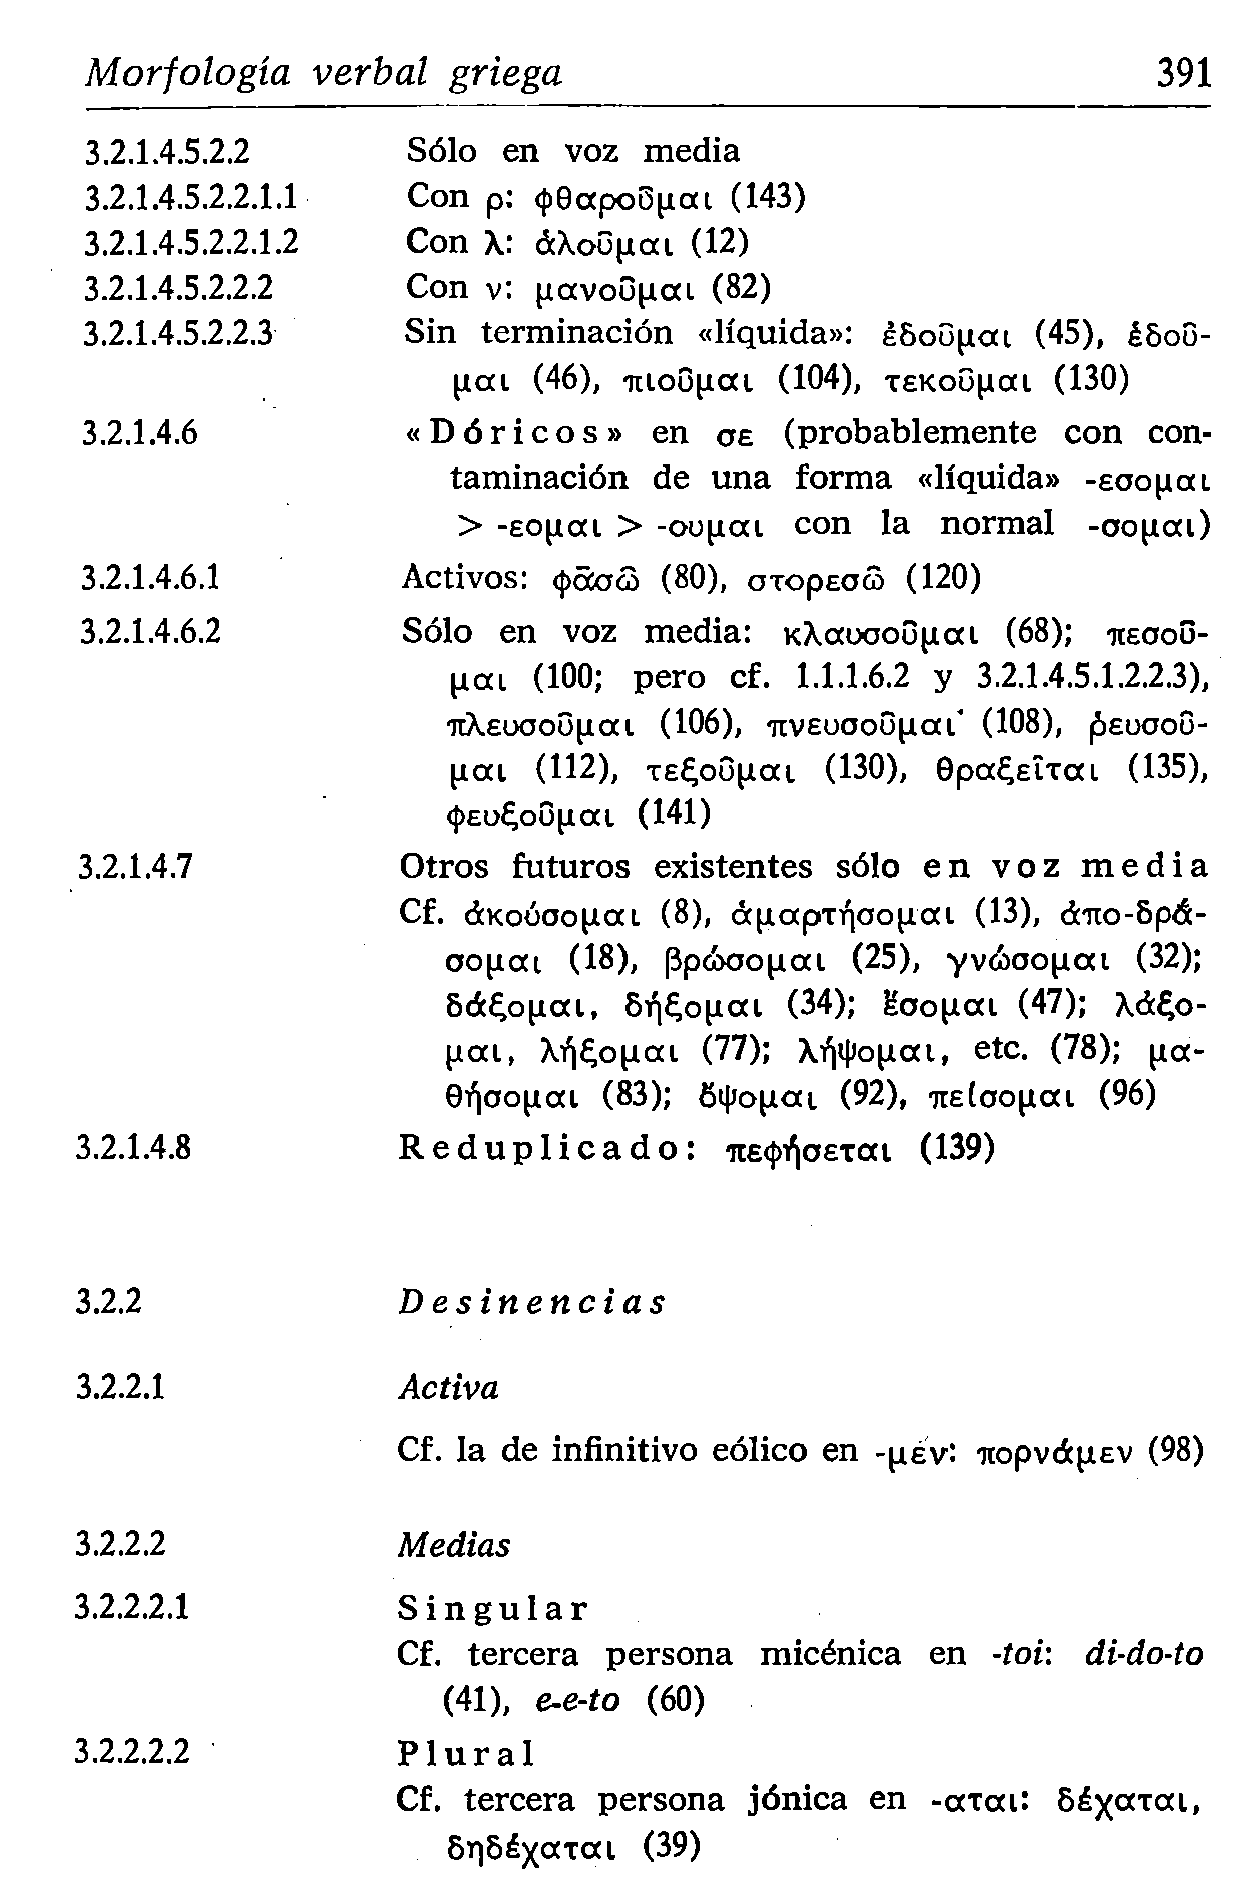 Morfología verbal griega 391
3.2.1.4.5.2.2 Sólo en voz media
3.2.1.4.5.2.2.1.1 Con ρ: φθαροῦμαι (143)
3.2.1.4.5.2.2.1.2 Con λ: ἁλοῦμαι (12)
3.2.1.4.5.2.2.2 Con ν: μανοῦμαι (82)
3.2.1.4.5.2.2.3 Sin terminación «líquida»: ἐδοῦμαι (45), ἑδοῦ-
μαι (46), πιοῦμαι (104), τεκοῦμαι (130)
3.2.1.4.6 «Dóricos» en σε (probablemente con con-
taminación de una forma «líquida» -εσομαι
> -εομαι > -ουμαι con la normal -σομαι)
3.2.1.4.6.1 Activos: φᾱσῶ (80), στορεσῶ (120)
3.2.1.4.6.2 Sólo en voz media: κλαυσοῦμαι (68); πεσοῦ-
μαι (100; pero cf. 1.1.1.6.2 y 3.2.1.4.5.1.2.2.3),
πλευσοῦμαι (106), πνευσοῦμαι (108), ῥευσοῦ-
μαι (112), τεξοῦμαι (130), θραξεῖται (135),
φευξοῦμαι (141)
3.2.1.4.7 Otros futuros existentes sólo en voz media
Cf. ἀκούσομαι (8), ἁμαρτήσομαι (13), ἀπο-δρά-
σομαι (18), βρώσομαι (25), γνώσομαι (32);
δάξομαι, δήξομαι (34); ἔσομαι (47); λάξο-
μαι, λήξομαι (77); λήψομαι, etc. (78); μα-
θήσομαι (83); ὄψομαι (92), πείσομαι (96)
3.2.1.4.8 Reduplicado: πεφήσεται (139)
3.2.2 Desinencias
3.2.2.1 Activa
Cf. la de infinitivo eólico en -μεν: πορνάμεν (98)
3.2.2.2 Medias
3.2.2.2.1 Singular
Cf. tercera persona micénica en -toi: di-do-to
(41), e-e-to (60)
3.2.2.2.2 Plural
Cf. tercera persona jónica en -αται: δέχαται,
δηδέχαται (39)